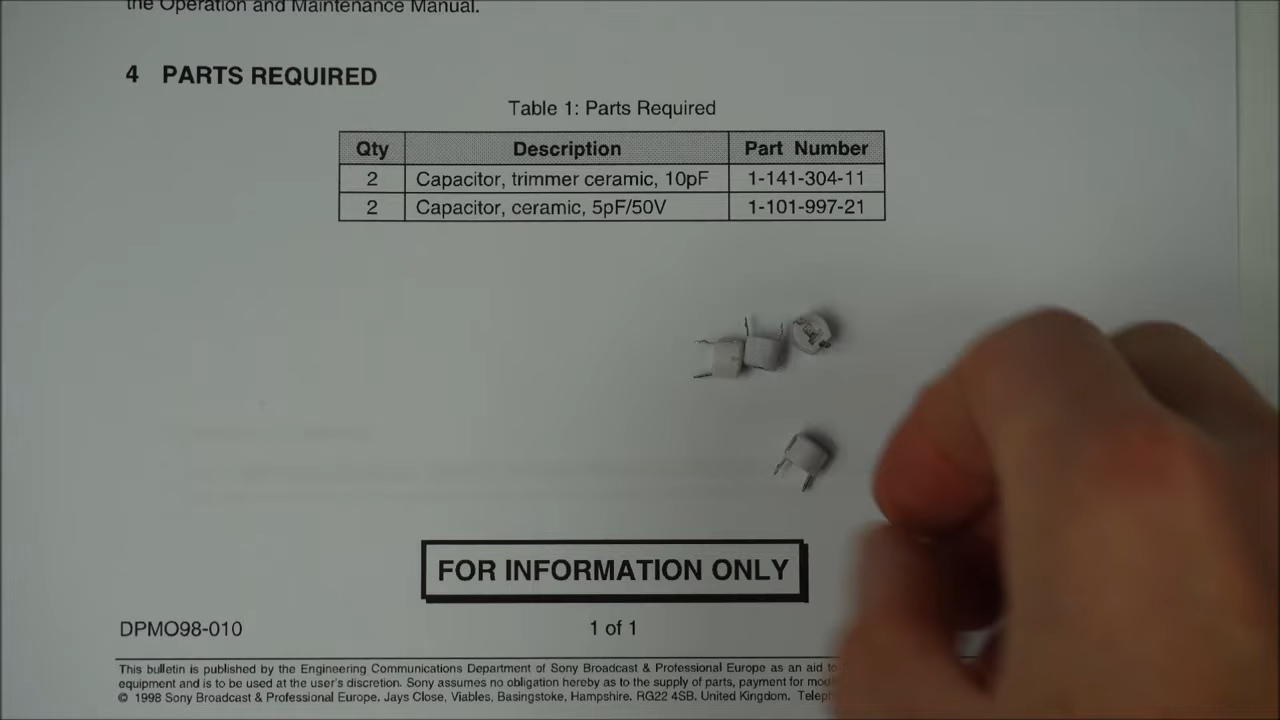 the Operation and Maintenance Manual.
4 PARTS REQUIRED
Table 1: Parts Required
Qty Description Part Number
2 Capacitor, trimmer ceramic, 10pF 1-141-304-11
2 Capacitor, ceramic, 5pF/50V 1-101-997-21
FOR INFORMATION ONLY
DPMO98-010 1 of 1
This bulletin is published by the Engineering Communications Department of Sony Broadcast & Professional Europe as an aid to
equipment and is to be used at the user's discretion. Sony assumes no obligation hereby as to the supply of parts, payment for
© 1998 Sony Broadcast & Professional Europe. Jays Close, Viables, Basingstoke, Hampshire. RG22 4SB. United Kingdom.